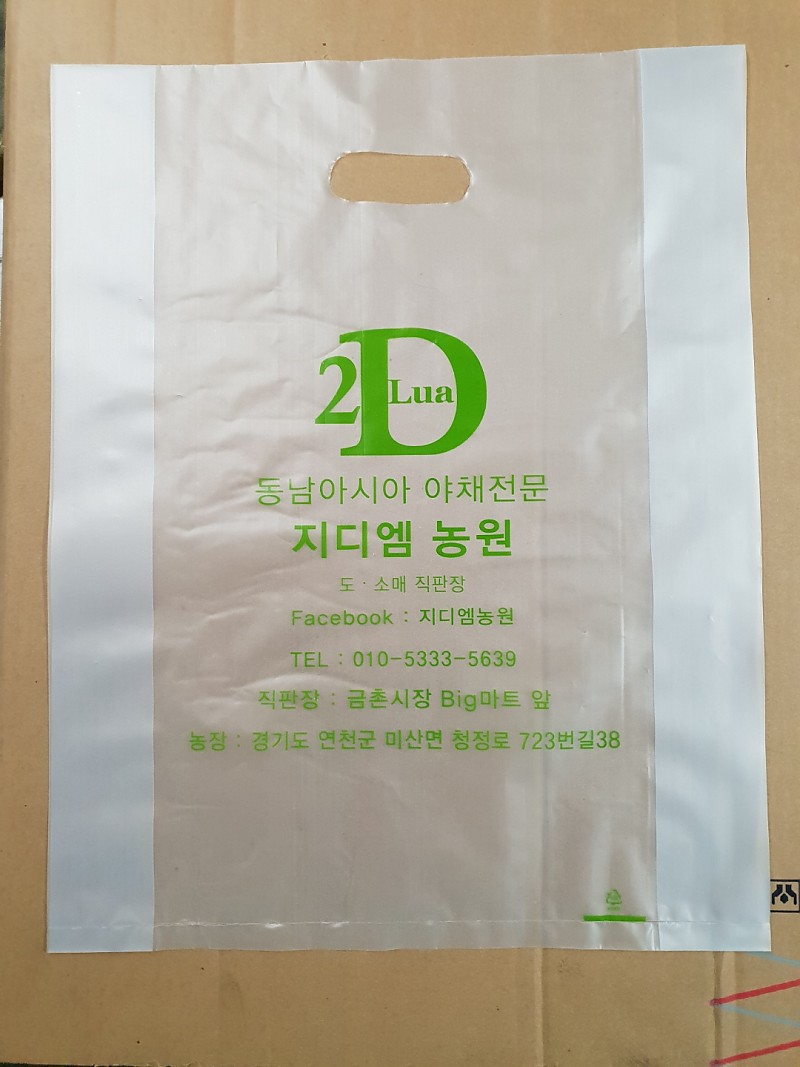 2D Lua
동남아시아 야채전문
지디엠 농원
도 · 소매 직판장
Facebook : 지디엠농원
TEL : 010-5333-5639
직판장 : 금촌시장 Big마트 앞
농장 : 경기도 연천군 미산면 청정로 723번길38